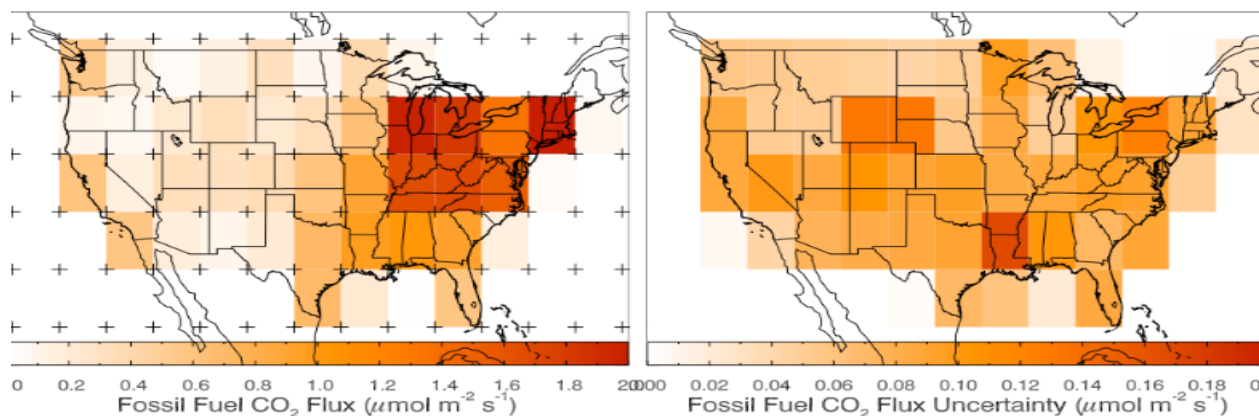 0 0.2 0.4 0.6 0.8 1.0 1.2 1.4 1.6 1.8 2.0
Fossil Fuel CO₂ Flux (μmol m⁻² s⁻¹)
0.00 0.02 0.04 0.06 0.08 0.10 0.12 0.14 0.16 0.18
Fossil Fuel CO₂ Flux Uncertainty (μmol m⁻² s⁻¹)